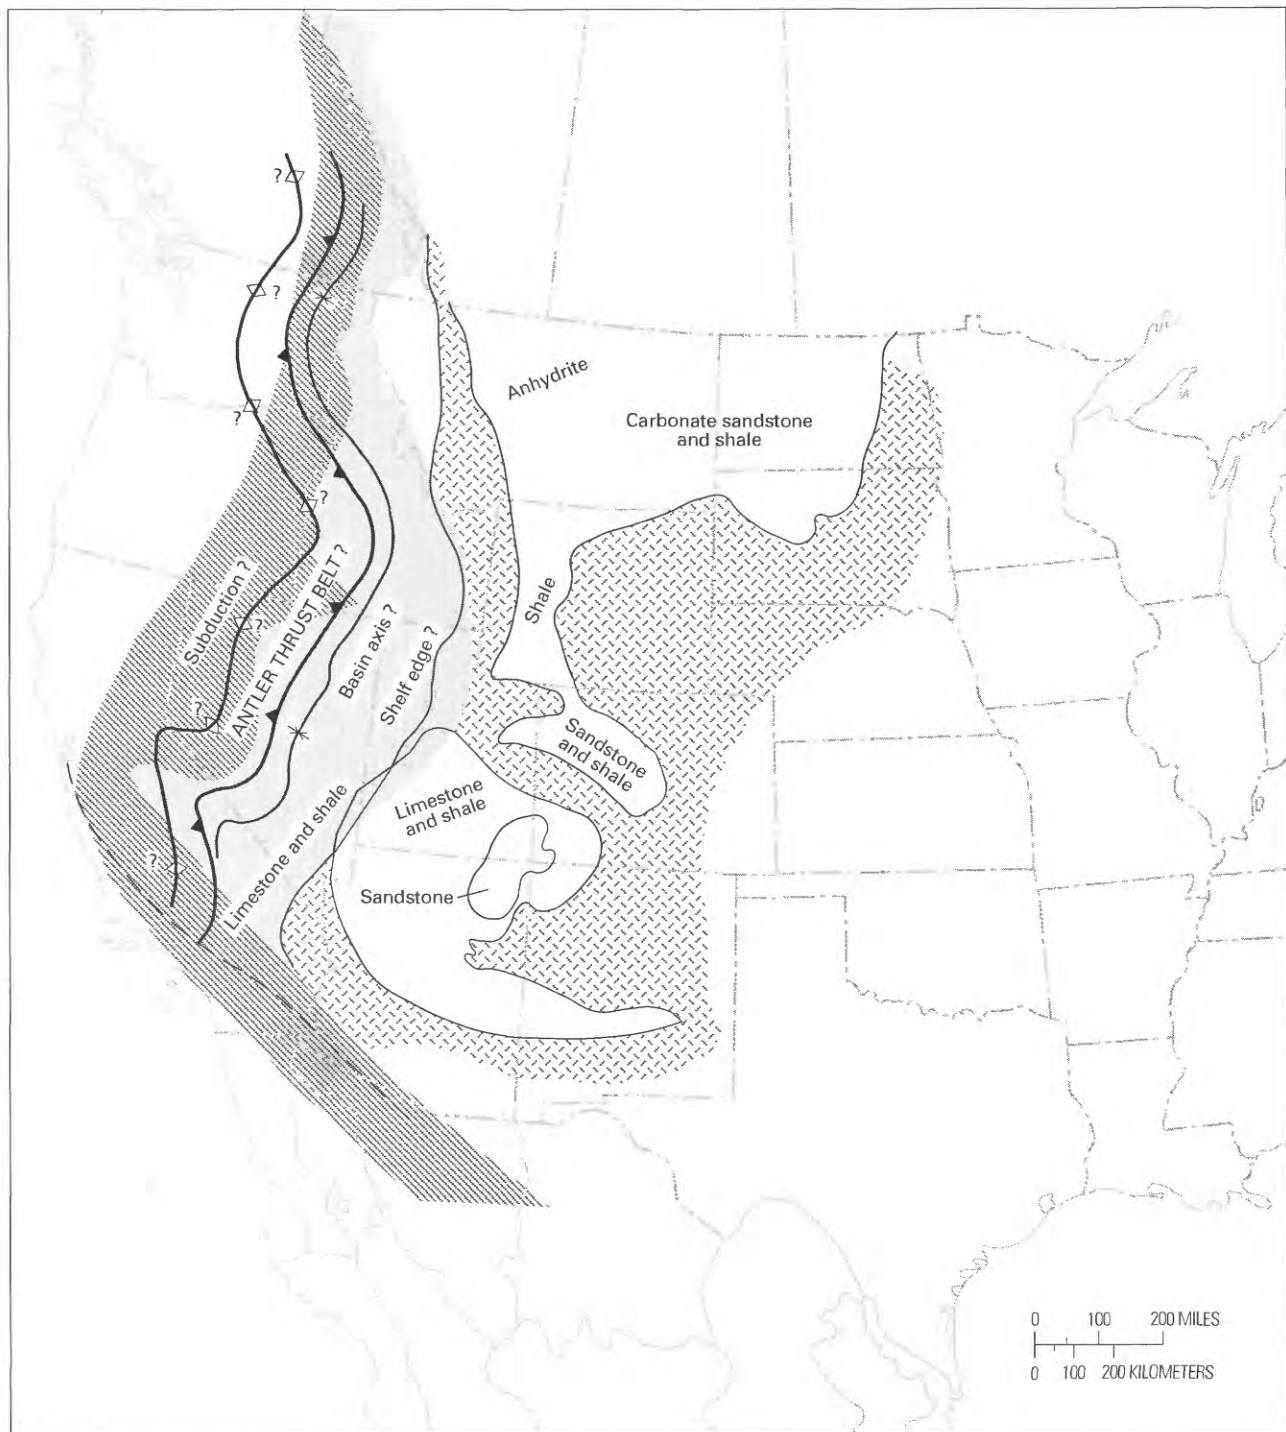 ?
?
Anhydrite
?
Carbonate sandstone
and shale
?
Subduction ?
ANTLER THRUST BELT ?
Shale
?
Basin axis ?
Shelf edge ?
?
Sandstone
and shale
Limestone and shale
Limestone
and shale
?
Sandstone
0 100 200 MILES
0 100 200 KILOMETERS